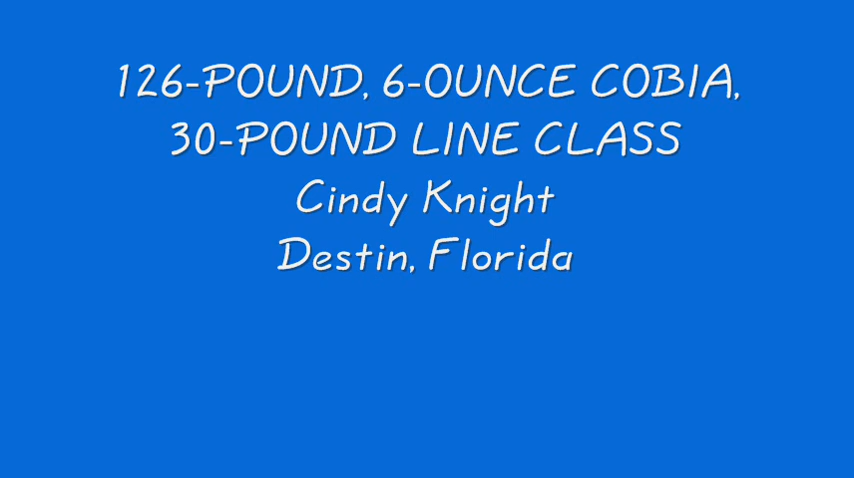 126-POUND, 6-OUNCE COBIA,
30-POUND LINE CLASS
Cindy Knight
Destin, Florida